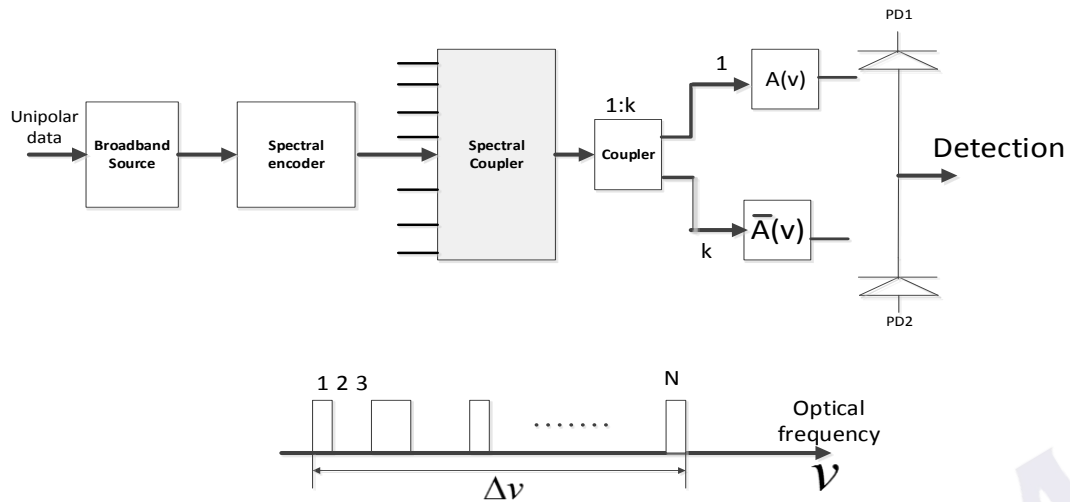 PD1
Unipolar
data
Broadband
Source
Spectral
encoder
Spectral
Coupler
1:k
Coupler
1
A(v)
k
A̅(v)
Detection
PD2
1 2 3
N
.......
Optical
frequency
Δν
ν